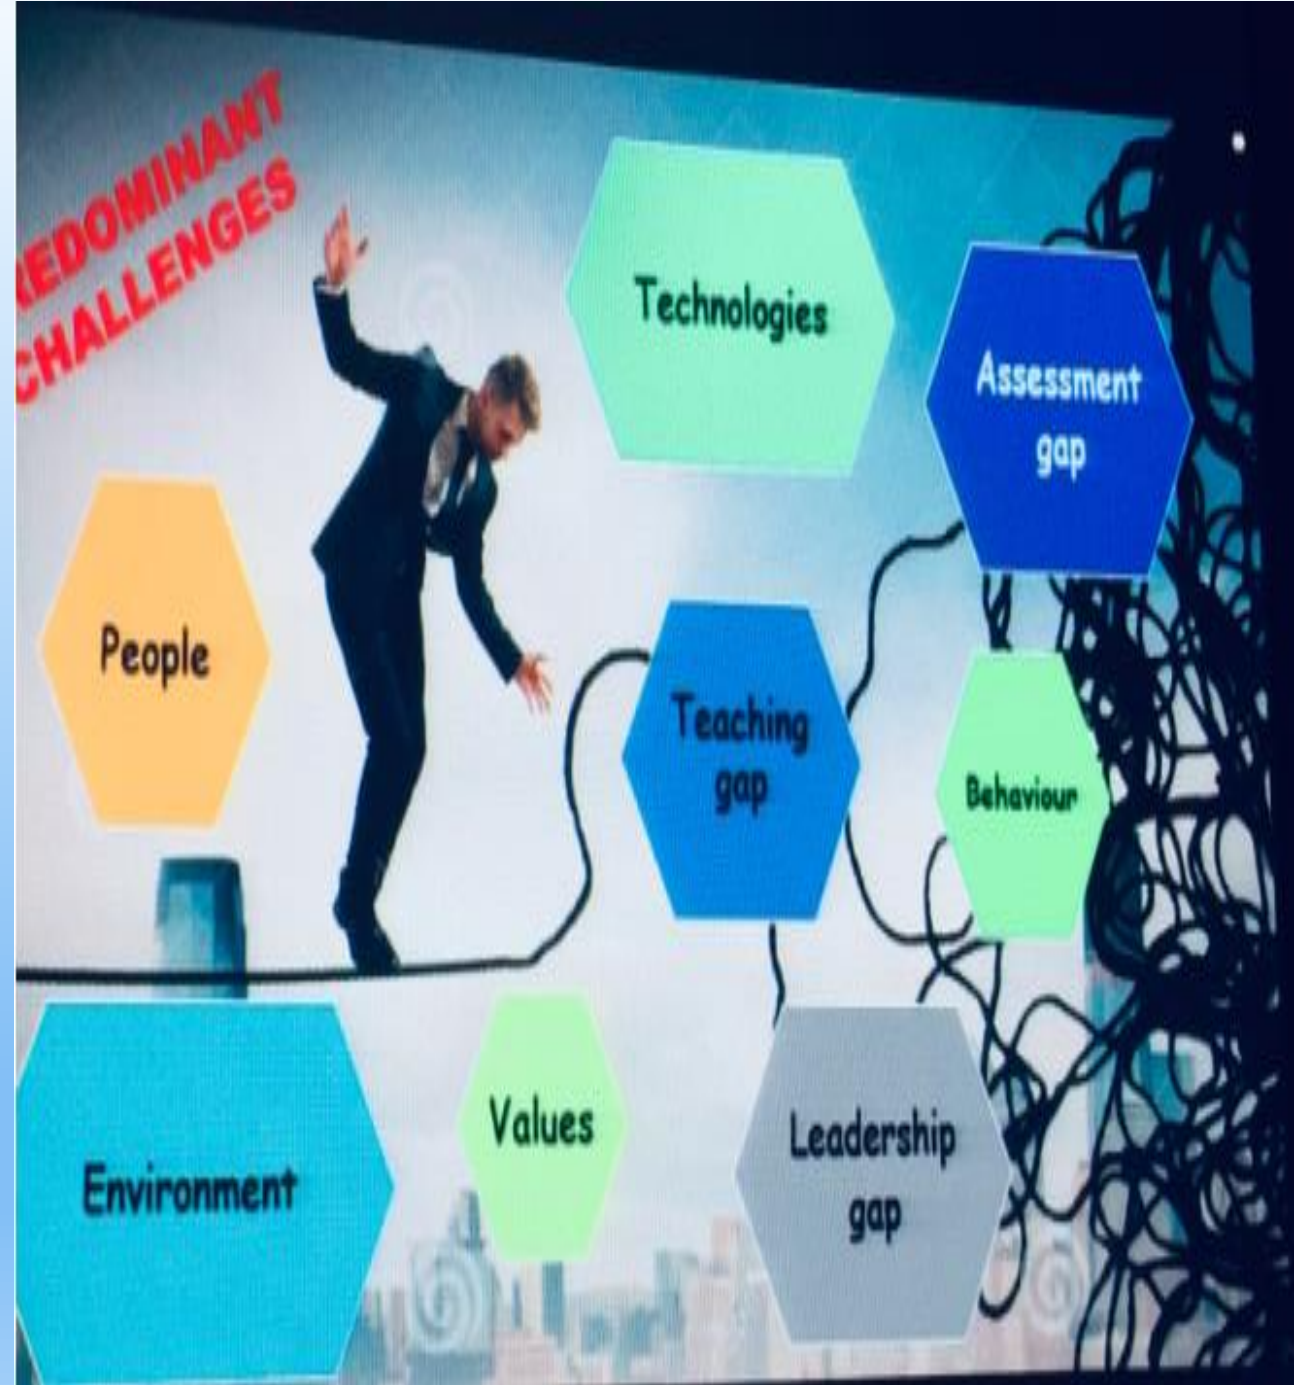 REDOMINANT
CHALLENGES
Technologies
Assessment
gap
People
Teaching
gap
Behaviour
Values
Environment
Leadership
gap